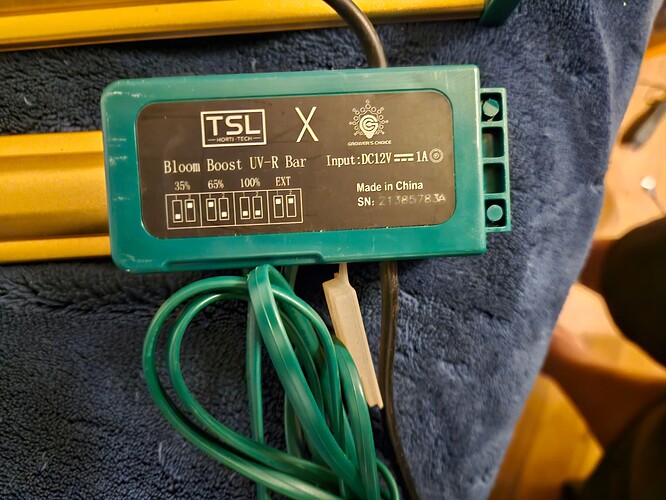 TSL
HORTI-TECH
X
GROWER'S CHOICE
Bloom Boost UV-R Bar
Input:DC12V 1A
35% 65% 100% EXT
Made in China
SN: 21385783A